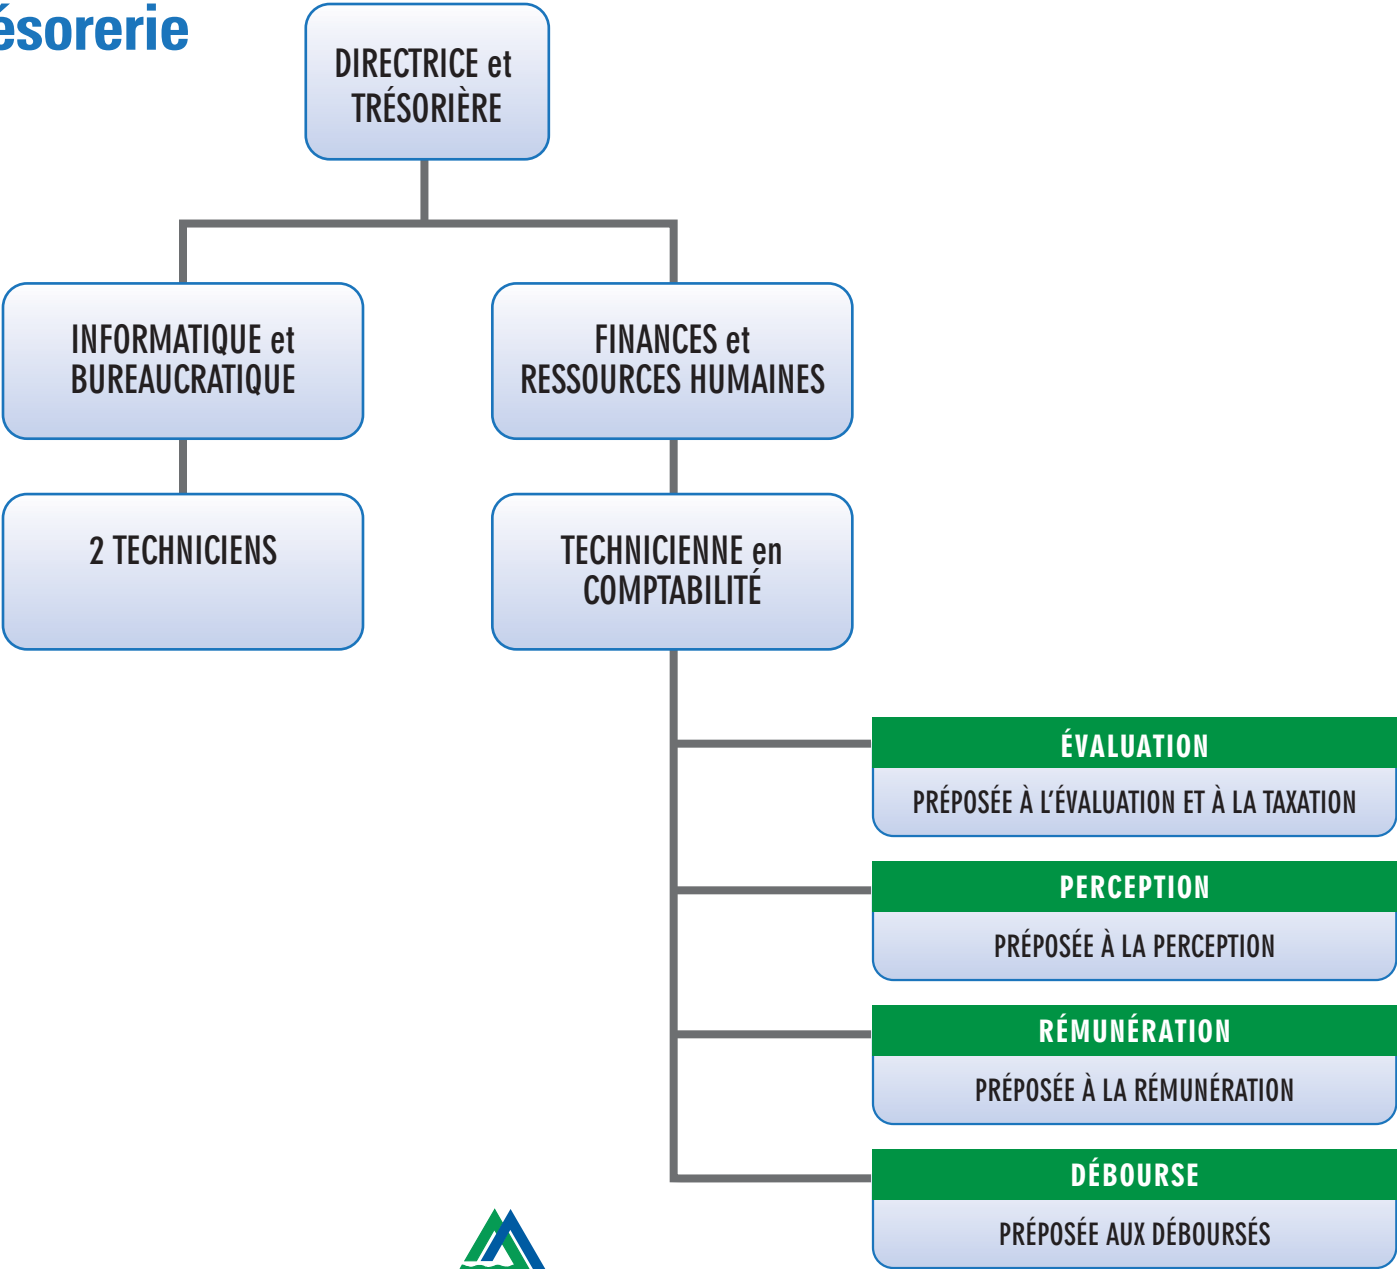 ésorerie
DIRECTRICE et
TRÉSORIÈRE
INFORMATIQUE et
BUREAUCRATIQUE
FINANCES et
RESSOURCES HUMAINES
2 TECHNICIENS
TECHNICIENNE en
COMPTABILITÉ
ÉVALUATION
PRÉPOSÉE À L'ÉVALUATION ET À LA TAXATION
PERCEPTION
PRÉPOSÉE À LA PERCEPTION
RÉMUNÉRATION
PRÉPOSÉE À LA RÉMUNÉRATION
DÉBOURSE
PRÉPOSÉE AUX DÉBOURSÉS